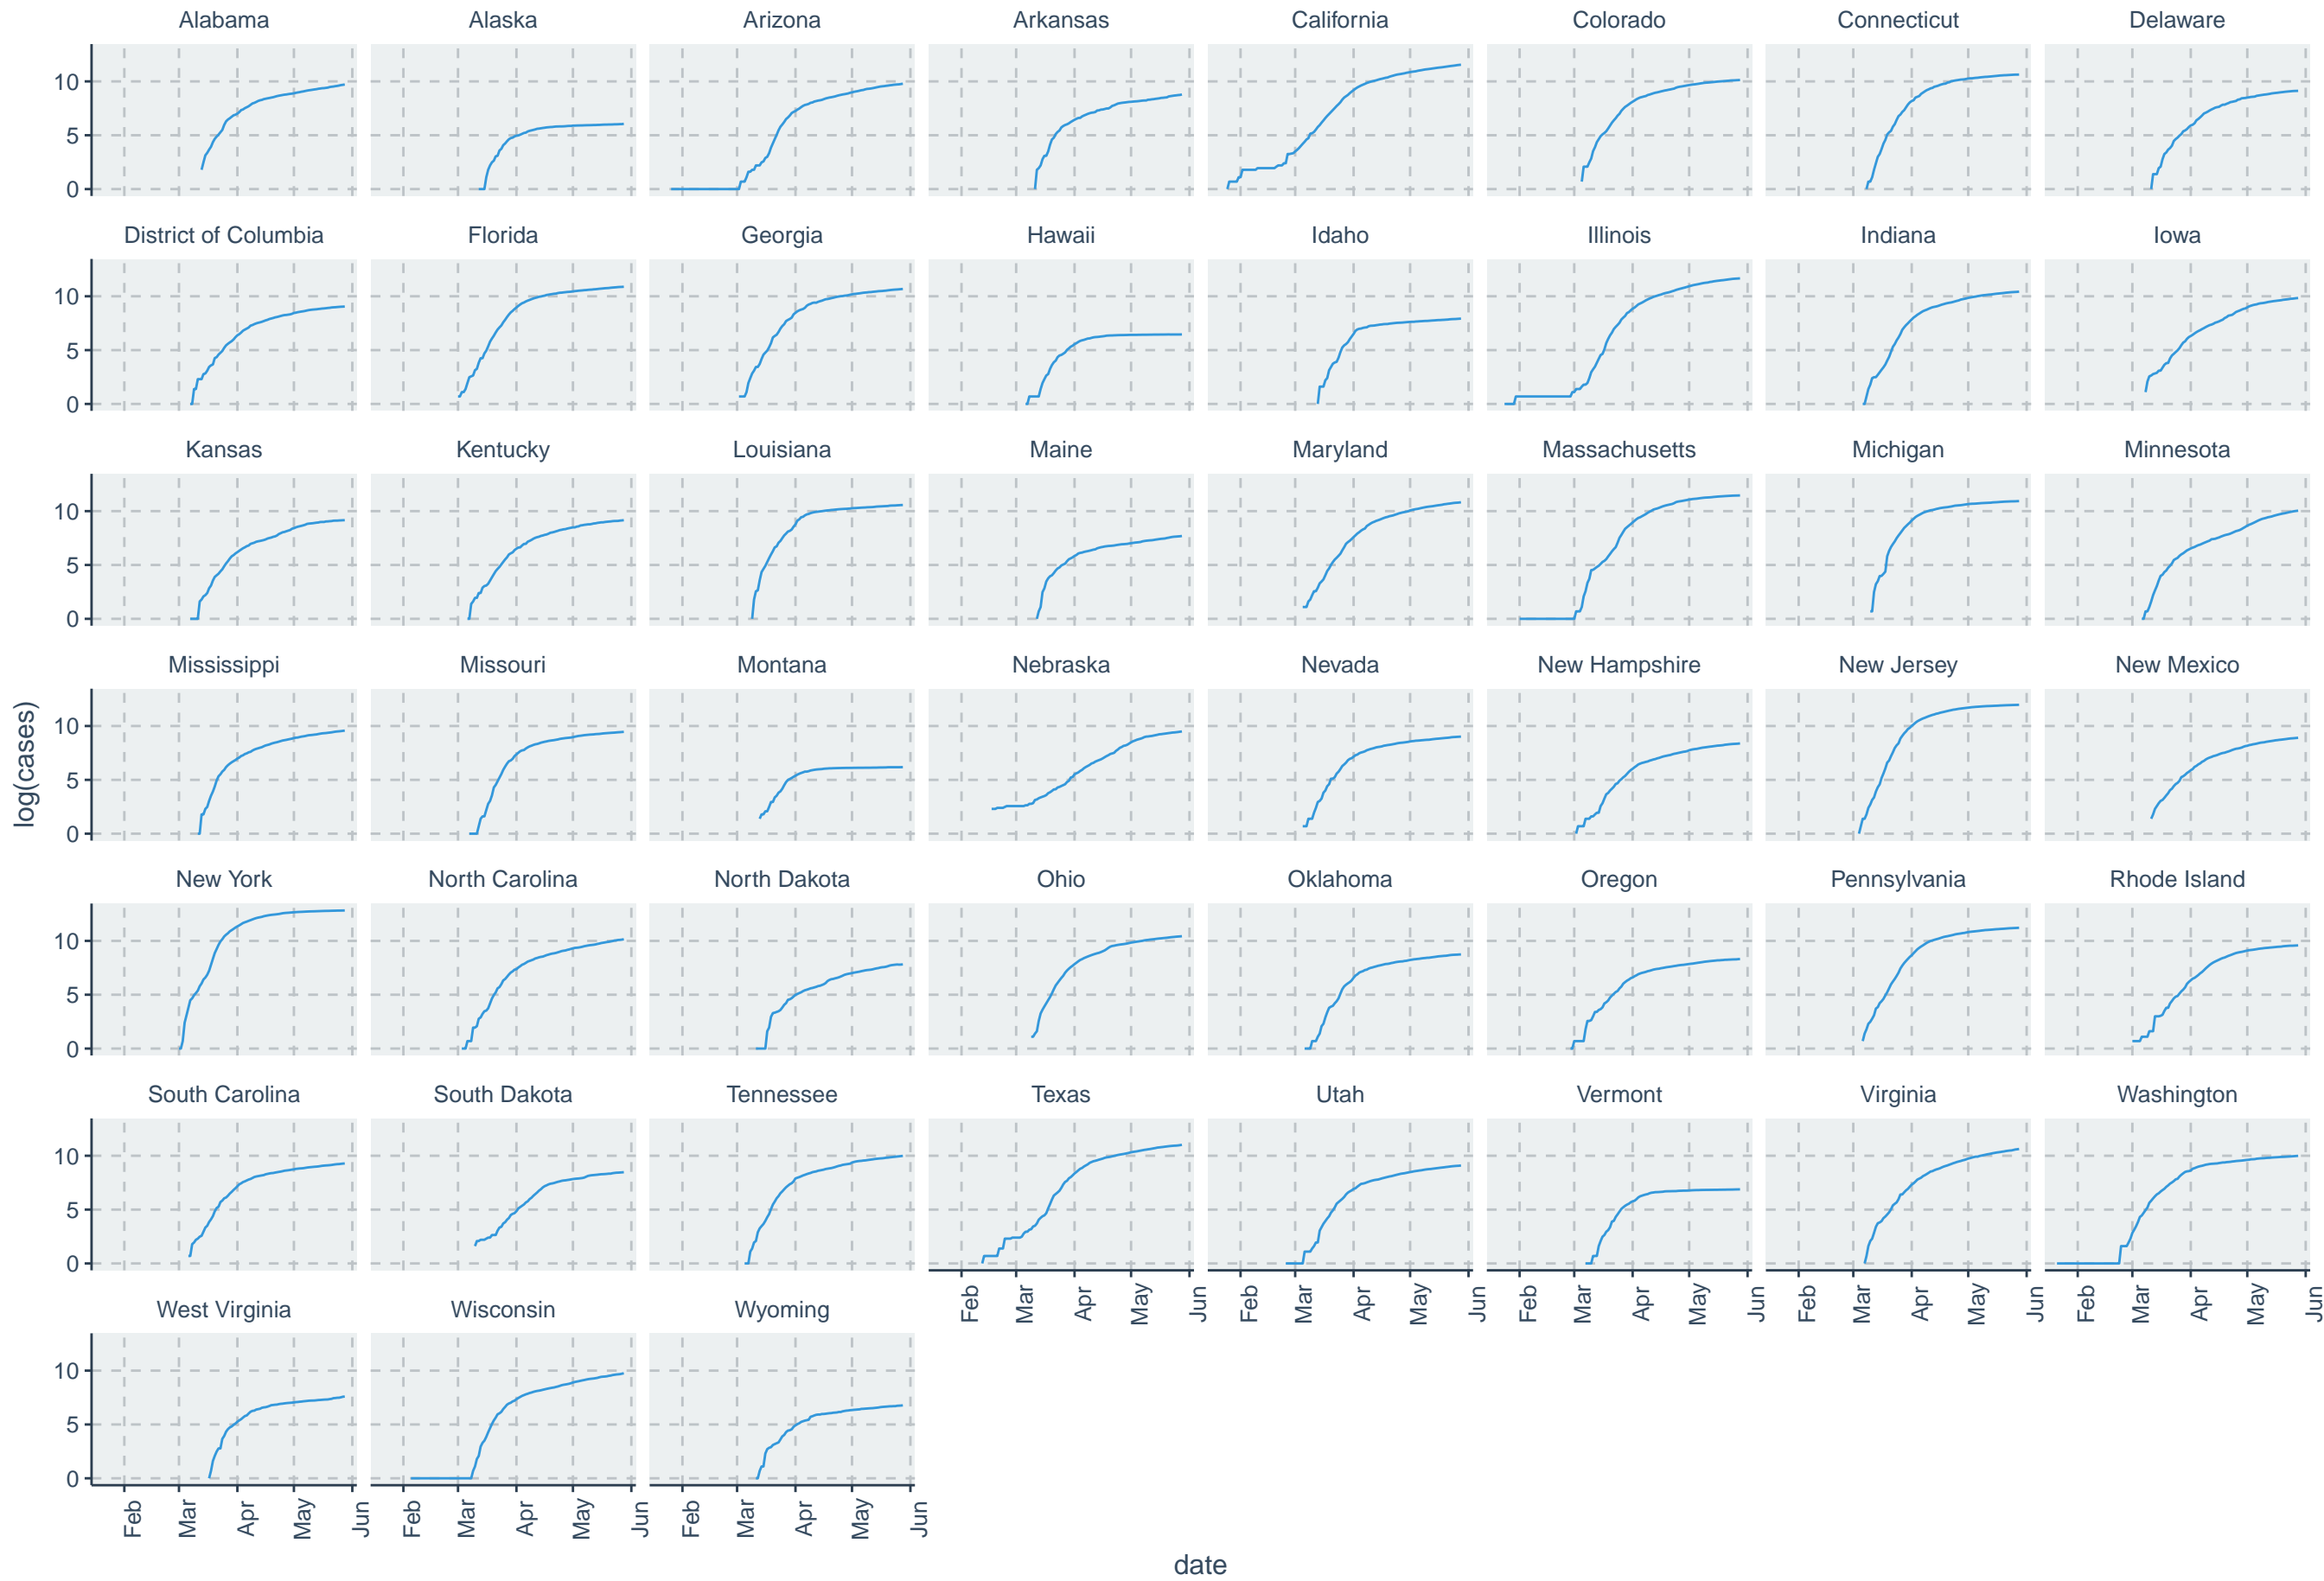 Alabama Alaska Arizona Arkansas California Colorado Connecticut Delaware
10
5
0
District of Columbia Florida Georgia Hawaii Idaho Illinois Indiana Iowa
10
5
0
Kansas Kentucky Louisiana Maine Maryland Massachusetts Michigan Minnesota
10
5
0
Mississippi Missouri Montana Nebraska Nevada New Hampshire New Jersey New Mexico
10
5
0
log(cases)
New York North Carolina North Dakota Ohio Oklahoma Oregon Pennsylvania Rhode Island
10
5
0
South Carolina South Dakota Tennessee Texas Utah Vermont Virginia Washington
10
5
0
Feb Mar Apr May Jun Feb Mar Apr May Jun Feb Mar Apr May Jun Feb Mar Apr May Jun Feb Mar Apr May Jun
West Virginia Wisconsin Wyoming
10
5
0
Feb Mar Apr May Jun Feb Mar Apr May Jun Feb Mar Apr May Jun
date